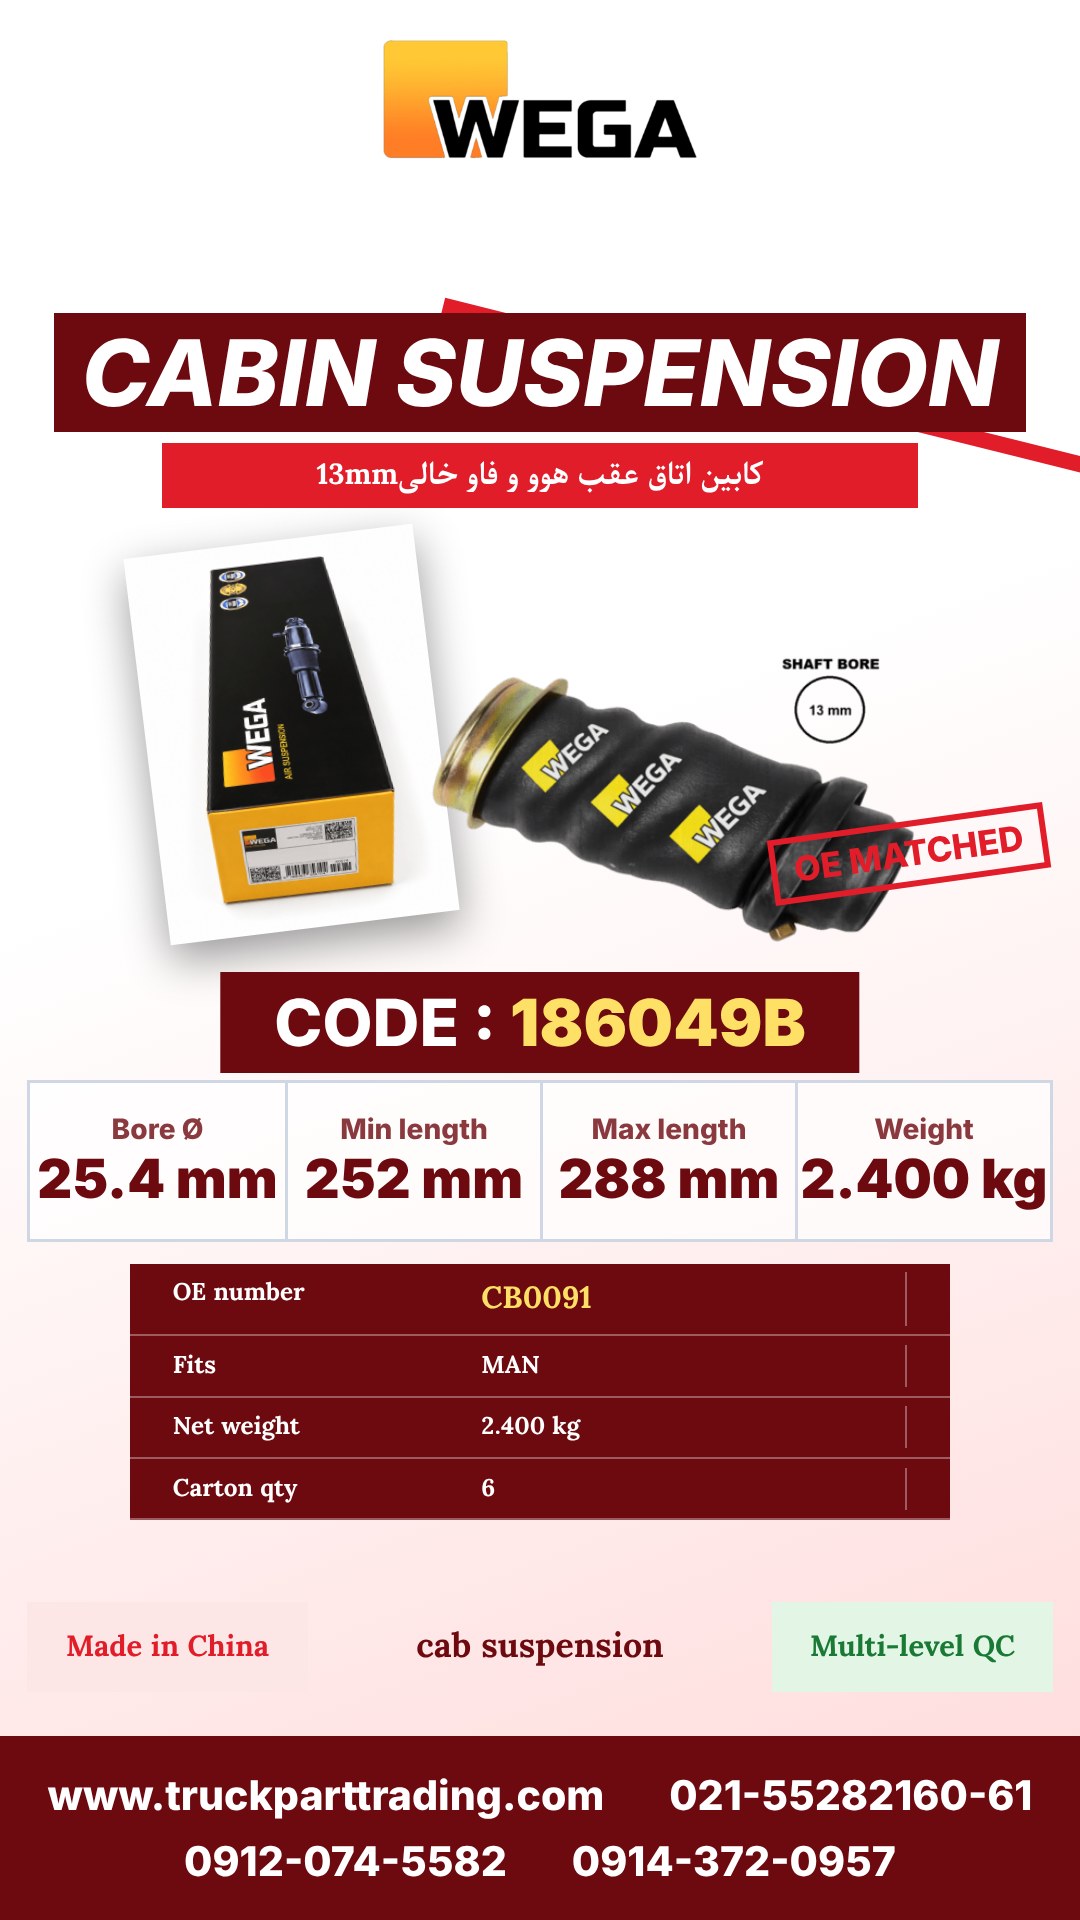 WEGA
CABIN SUSPENSION
کابین اتاق عقب هوو و فاو خالی13mm
WEGA
AIR SUSPENSION
WEGA
WEGA
WEGA
WEGA
SHAFT BORE
13 mm
OE MATCHED
CODE : 186049B
Bore Ø
25.4 mm
Min length
252 mm
Max length
288 mm
Weight
2.400 kg
OE number CB0091
Fits MAN
Net weight 2.400 kg
Carton qty 6
Made in China
cab suspension
Multi-level QC
www.truckparttrading.com 021-55282160-61
0912-074-5582 0914-372-0957